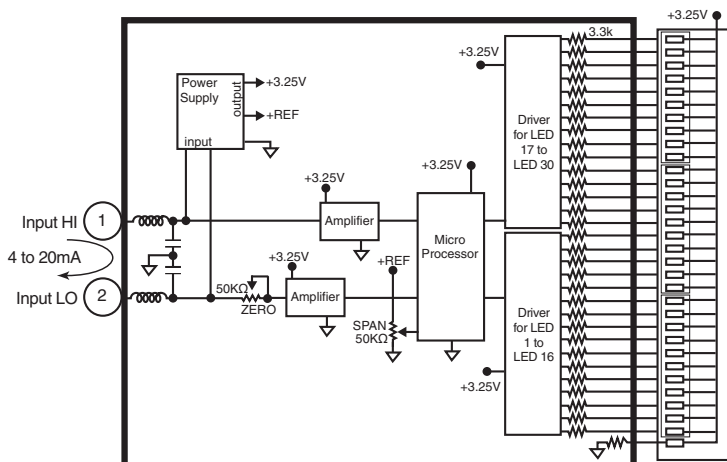 +3.25V
3.3k
+3.25V
Power
Supply
output
+3.25V
+REF
input
Driver
for LED
17 to
LED 30
+3.25V
+3.25V
Input HI
1
Amplifier
Micro
Processor
4 to 20mA
+3.25V
+REF
Input LO
2
50KΩ
ZERO
Amplifier
SPAN
50KΩ
Driver
for LED
1 to
LED 16
+3.25V